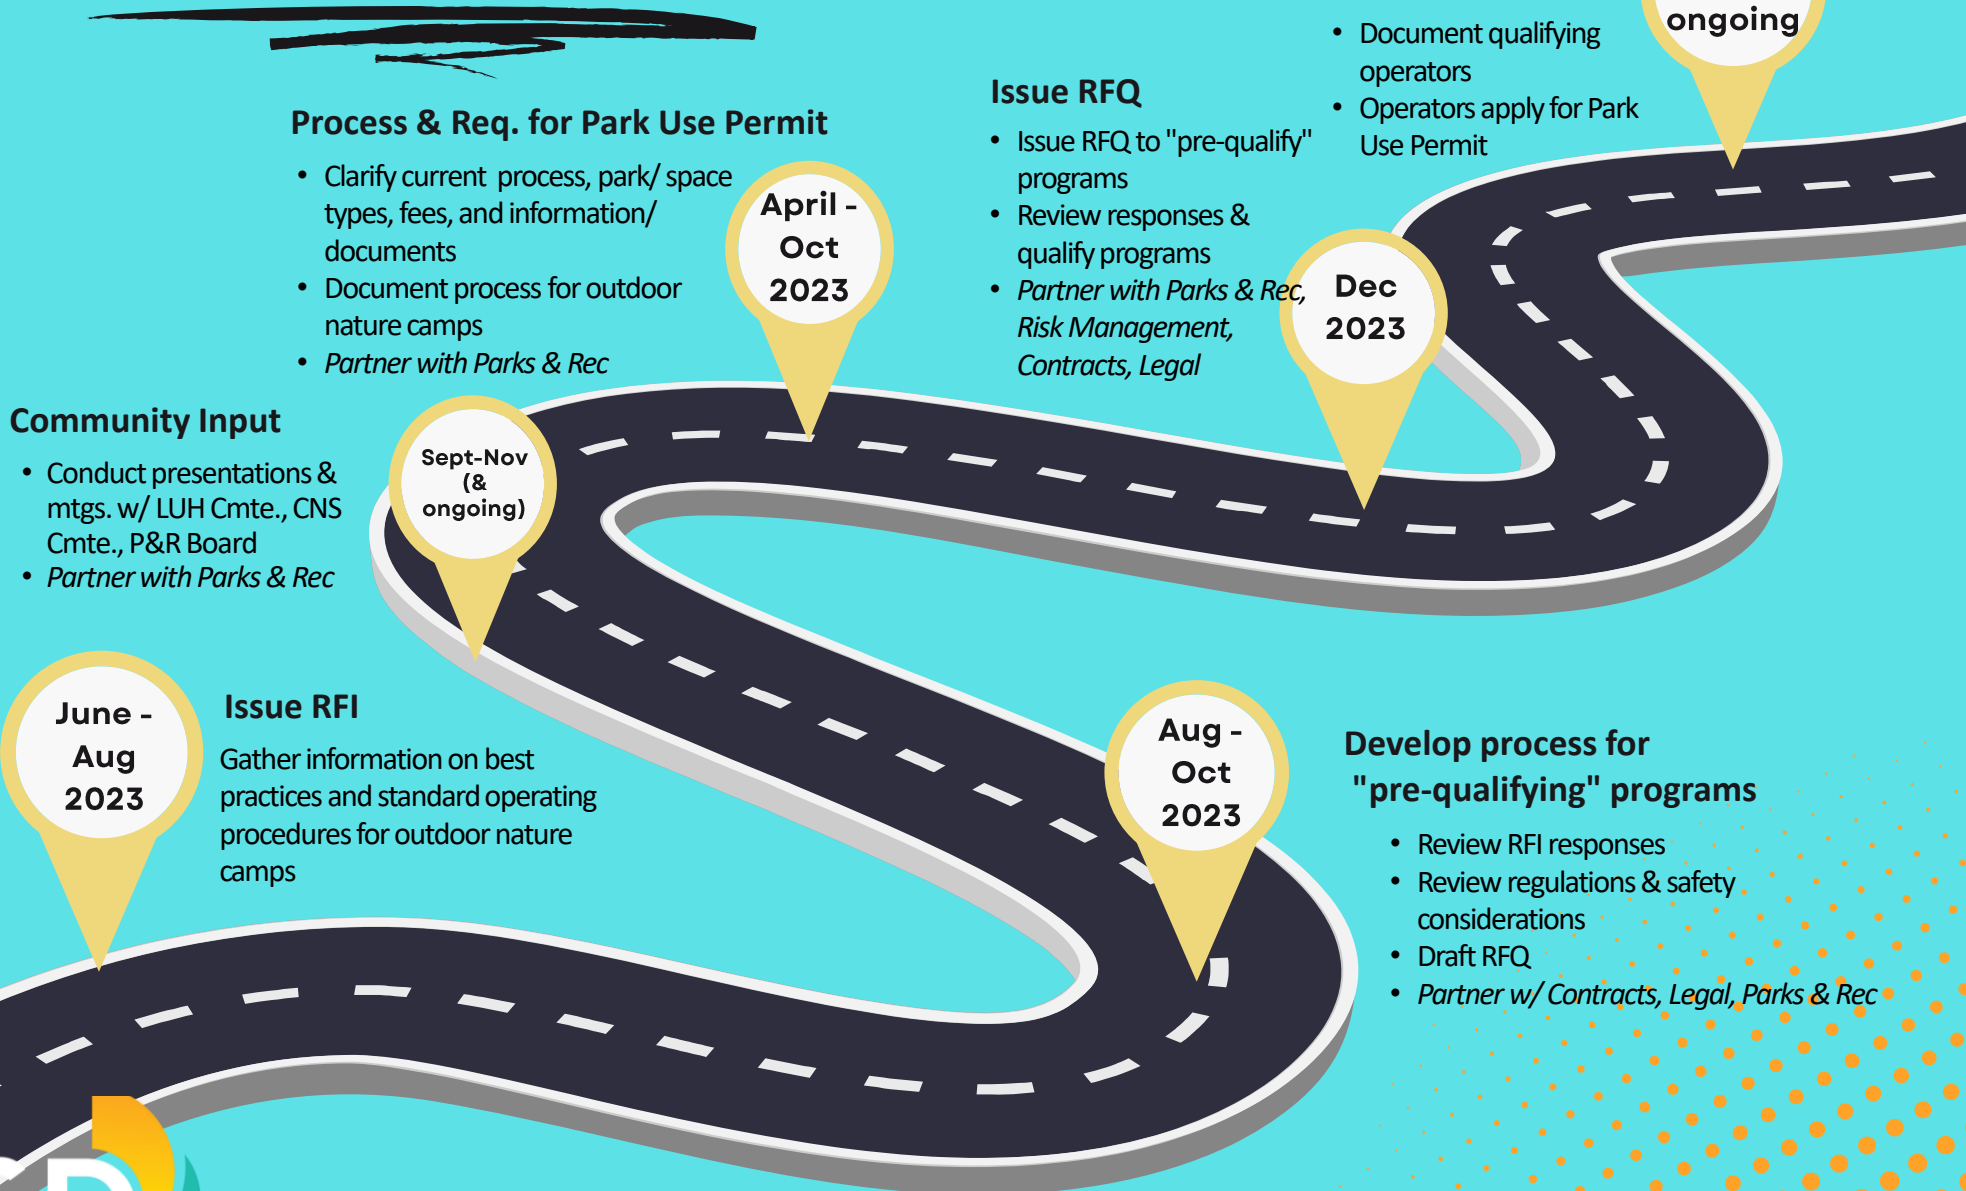 ongoing
• Document qualifying
operators
• Operators apply for Park
Use Permit
Issue RFQ
• Issue RFQ to "pre-qualify"
programs
• Review responses &
qualify programs
• Partner with Parks & Rec,
Risk Management,
Contracts, Legal
Dec
2023
Process & Req. for Park Use Permit
• Clarify current process, park/ space
types, fees, and information/
documents
• Document process for outdoor
nature camps
• Partner with Parks & Rec
April -
Oct
2023
Community Input
• Conduct presentations &
mtgs. w/ LUH Cmte., CNS
Cmte., P&R Board
• Partner with Parks & Rec
Sept-Nov
(&
ongoing)
June -
Aug
2023
Issue RFI
Gather information on best
practices and standard operating
procedures for outdoor nature
camps
Aug -
Oct
2023
Develop process for
"pre-qualifying" programs
• Review RFI responses
• Review regulations & safety
considerations
• Draft RFQ
• Partner w/ Contracts, Legal, Parks & Rec